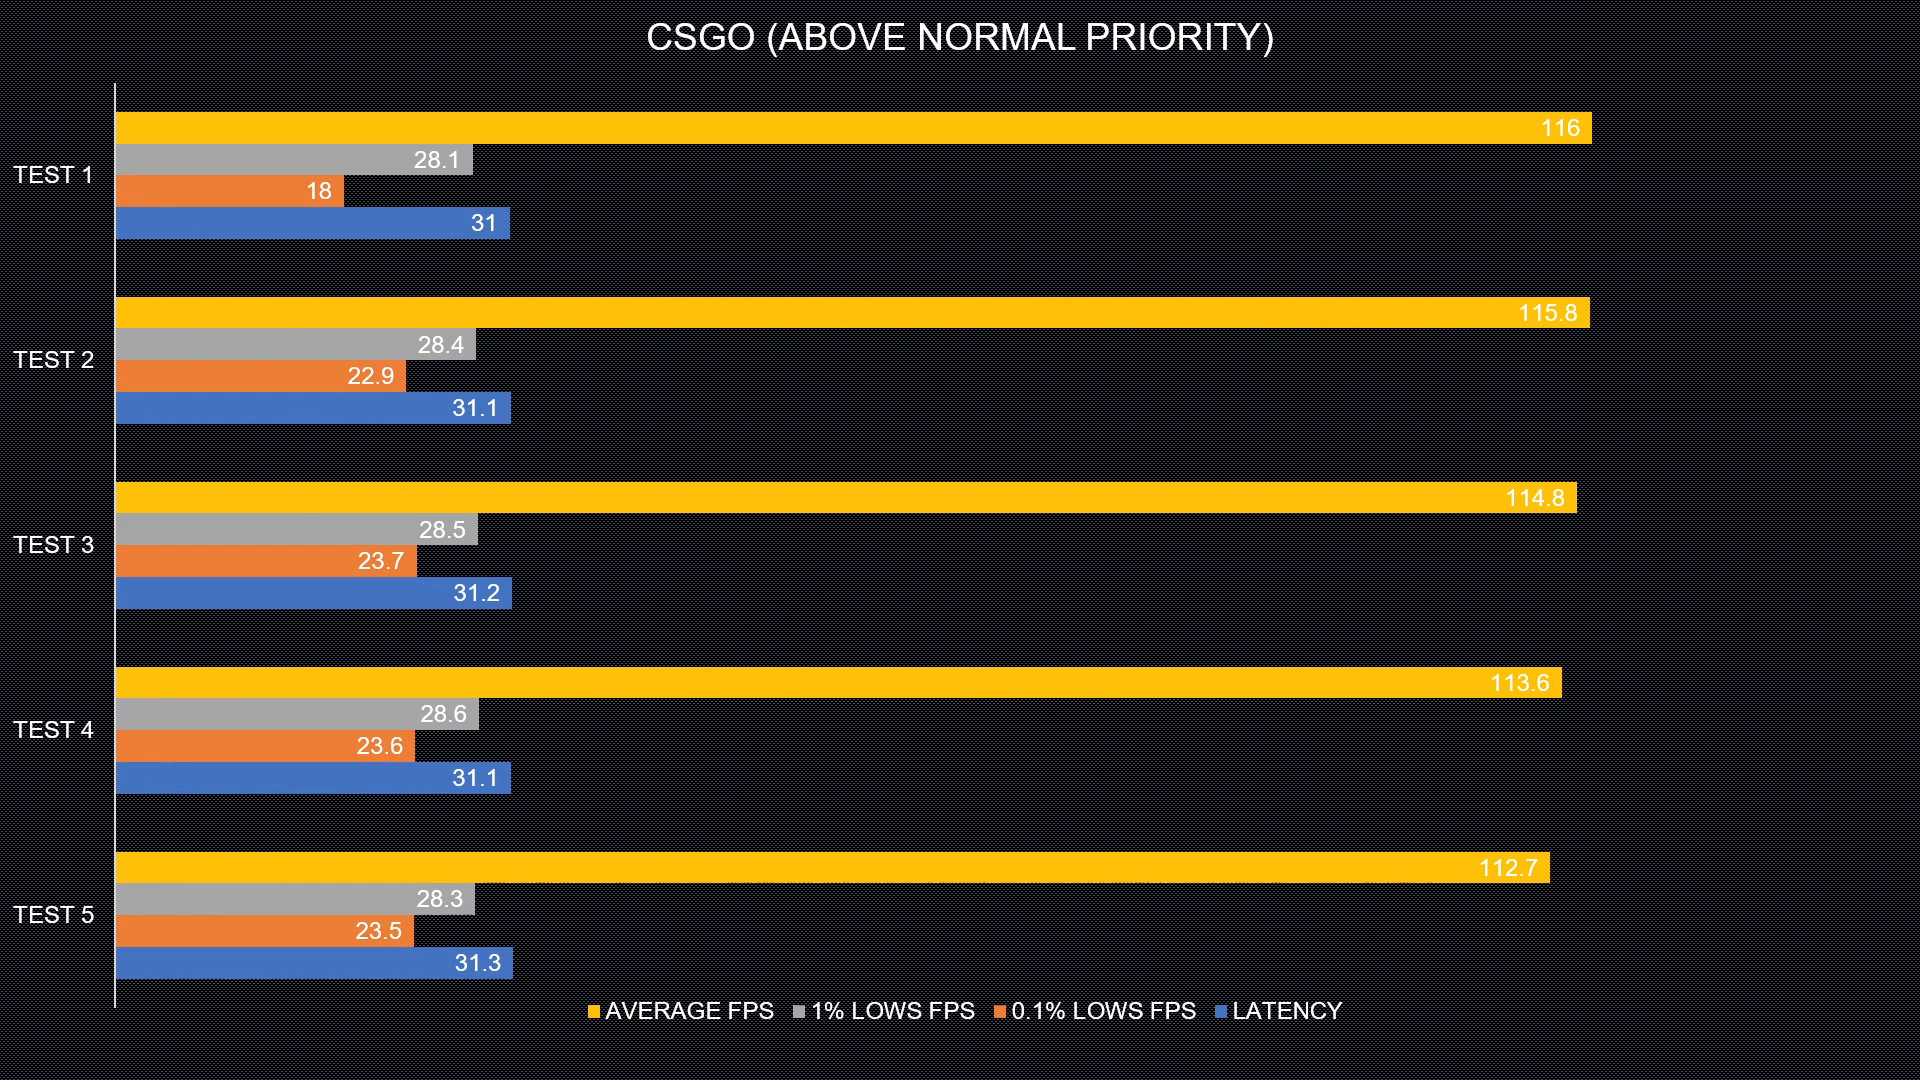 CSGO (ABOVE NORMAL PRIORITY)
TEST 1
116
28.1
18
31
TEST 2
115.8
28.4
22.9
31.1
TEST 3
114.8
28.5
23.7
31.2
TEST 4
113.6
28.6
23.6
31.1
TEST 5
112.7
28.3
23.5
31.3
AVERAGE FPS 1% LOWS FPS 0.1% LOWS FPS LATENCY